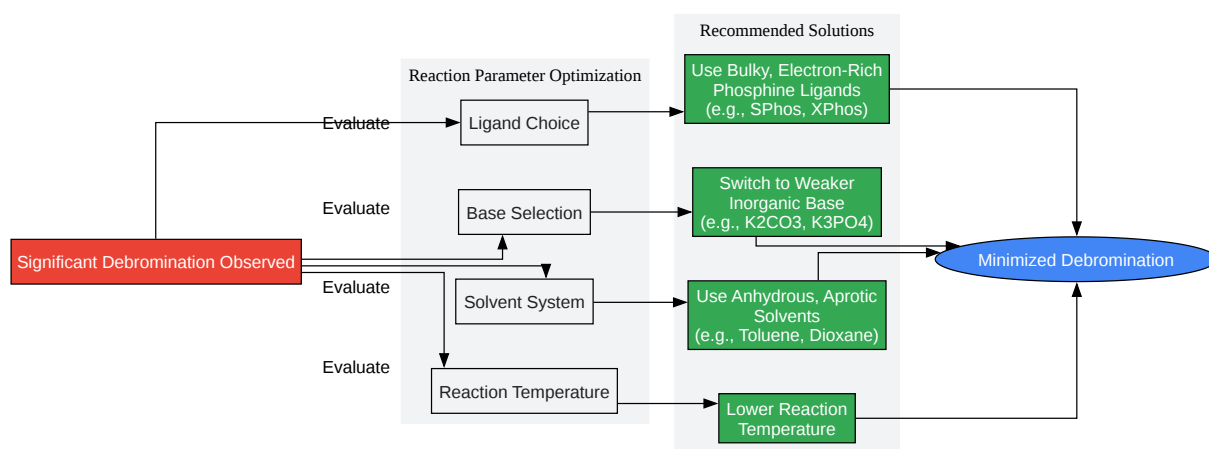 Recommended Solutions
Reaction Parameter Optimization
Use Bulky, Electron-Rich
Phosphine Ligands
(e.g., SPhos, XPhos)
Evaluate
Ligand Choice
Switch to Weaker
Inorganic Base
(e.g., K2CO3, K3PO4)
Evaluate
Base Selection
Significant Debromination Observed
Minimized Debromination
Evaluate
Solvent System
Use Anhydrous, Aprotic
Solvents
(e.g., Toluene, Dioxane)
Evaluate
Reaction Temperature
Lower Reaction
Temperature